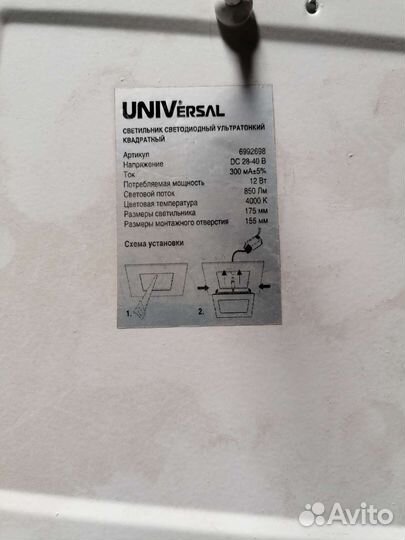 UNIVERSAL
СВЕТИЛЬНИК СВЕТОДИОДНЫЙ УЛЬТРАТОНКИЙ
КВАДРАТНЫЙ
Артикул 6992698
Напряжение DC 28-40 В
Ток 300 мА±5%
Потребляемая мощность 12 Вт
Световой поток 850 Лм
Цветовая температура 4000 К
Размеры светильника 175 мм
Размеры монтажного отверстия 155 мм
Схема установки
1. 2.
Avito